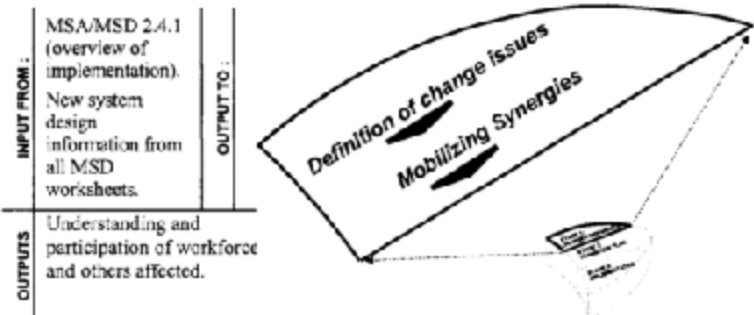 INPUT FROM :
MSA/MSD 2.4.1
(overview of
implementation).
New system
design
information from
all MSD
worksheets.
OUTPUT TO :
OUTPUTS
Understanding and
participation of workforce
and others affected.
Definition of change issues
Mobilizing Synergies